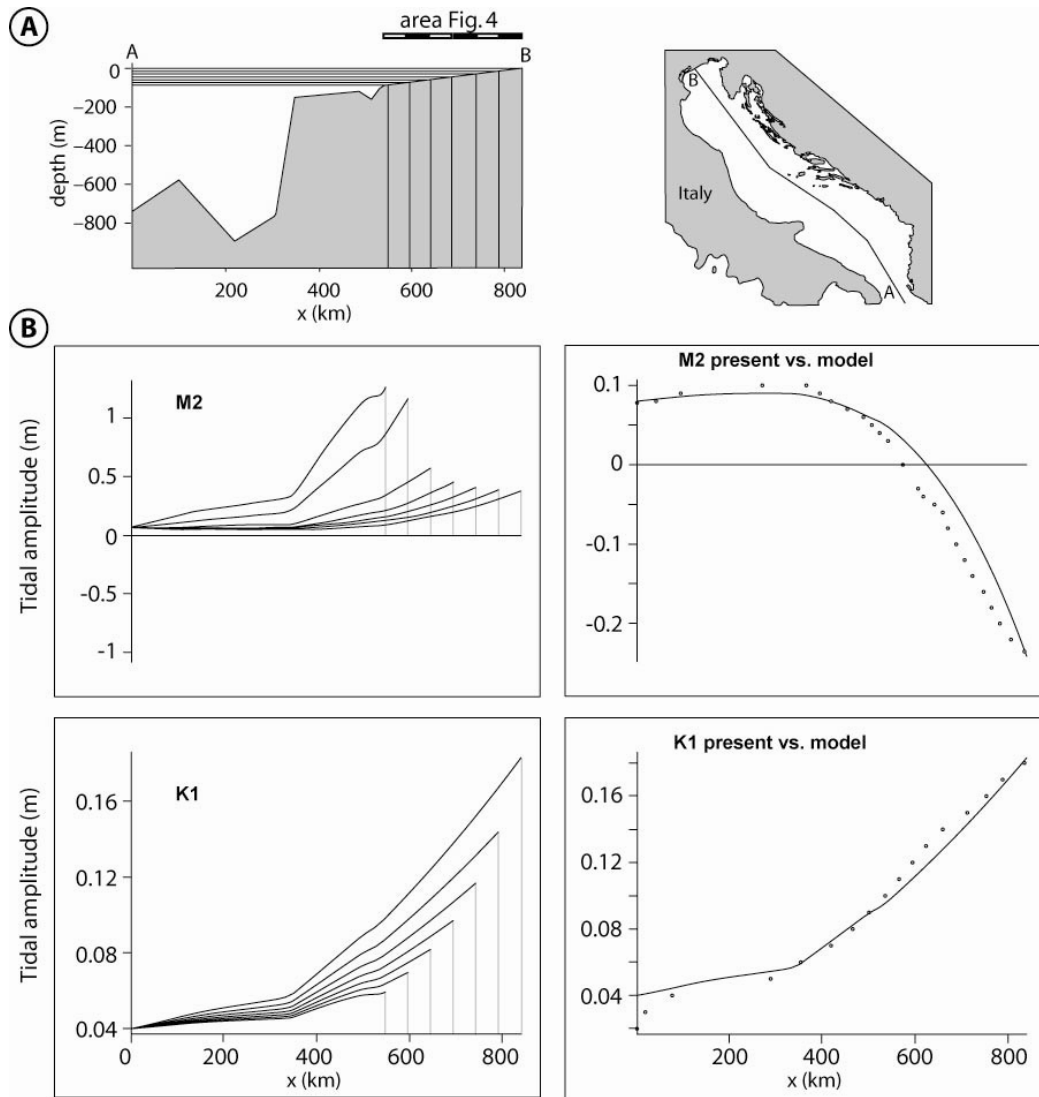 A
area Fig. 4
A
B
0
−200
−400
−600
−800
depth (m)
200
400
600
800
x (km)
B
Italy
A
B
M2
1
0.5
0
-0.5
-1
Tidal amplitude (m)
M2 present vs. model
0.1
0
-0.1
-0.2
K1
0.16
0.12
0.08
0.04
Tidal amplitude (m)
0
200
400
600
800
x (km)
K1 present vs. model
0.16
0.12
0.08
0.04
200
400
600
800
x (km)